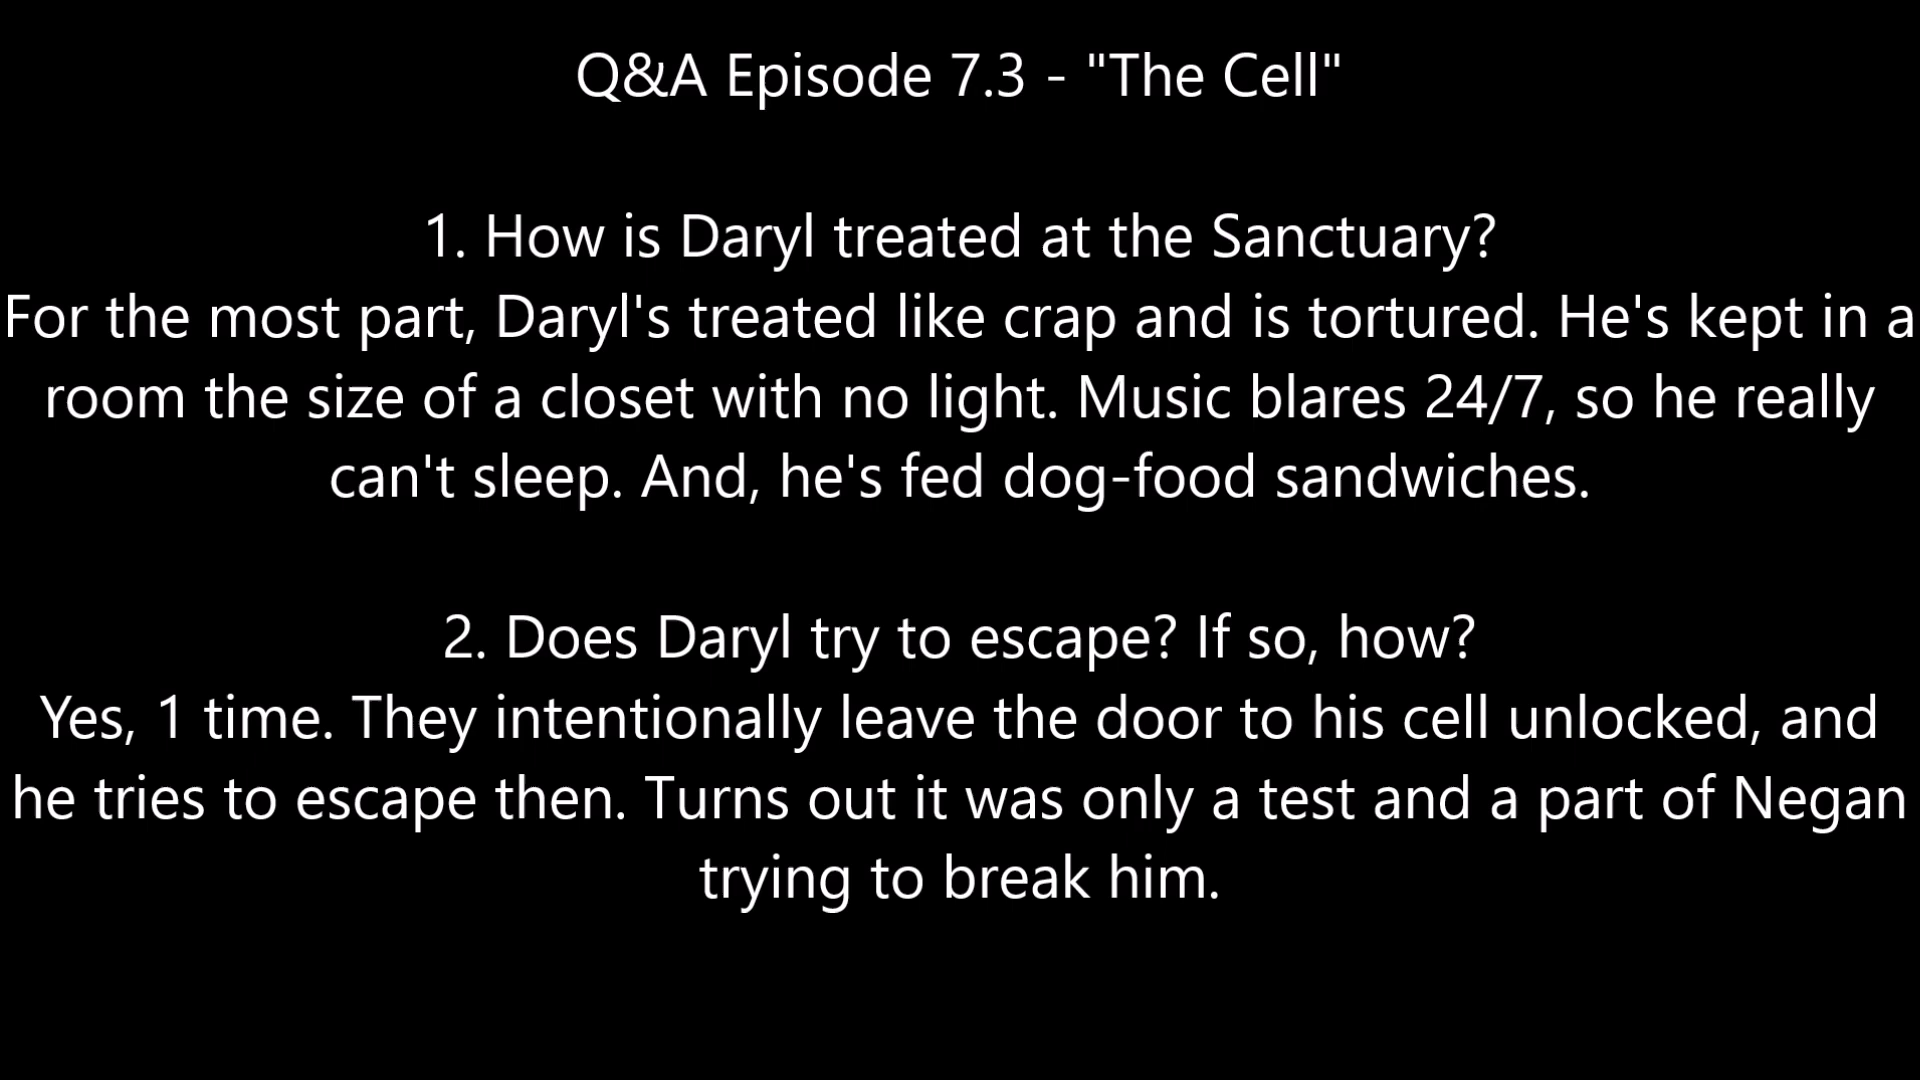 Q&A Episode 7.3 - "The Cell"
1. How is Daryl treated at the Sanctuary?
For the most part, Daryl's treated like crap and is tortured. He's kept in a
room the size of a closet with no light. Music blares 24/7, so he really
can't sleep. And, he's fed dog-food sandwiches.
2. Does Daryl try to escape? If so, how?
Yes, 1 time. They intentionally leave the door to his cell unlocked, and
he tries to escape then. Turns out it was only a test and a part of Negan
trying to break him.